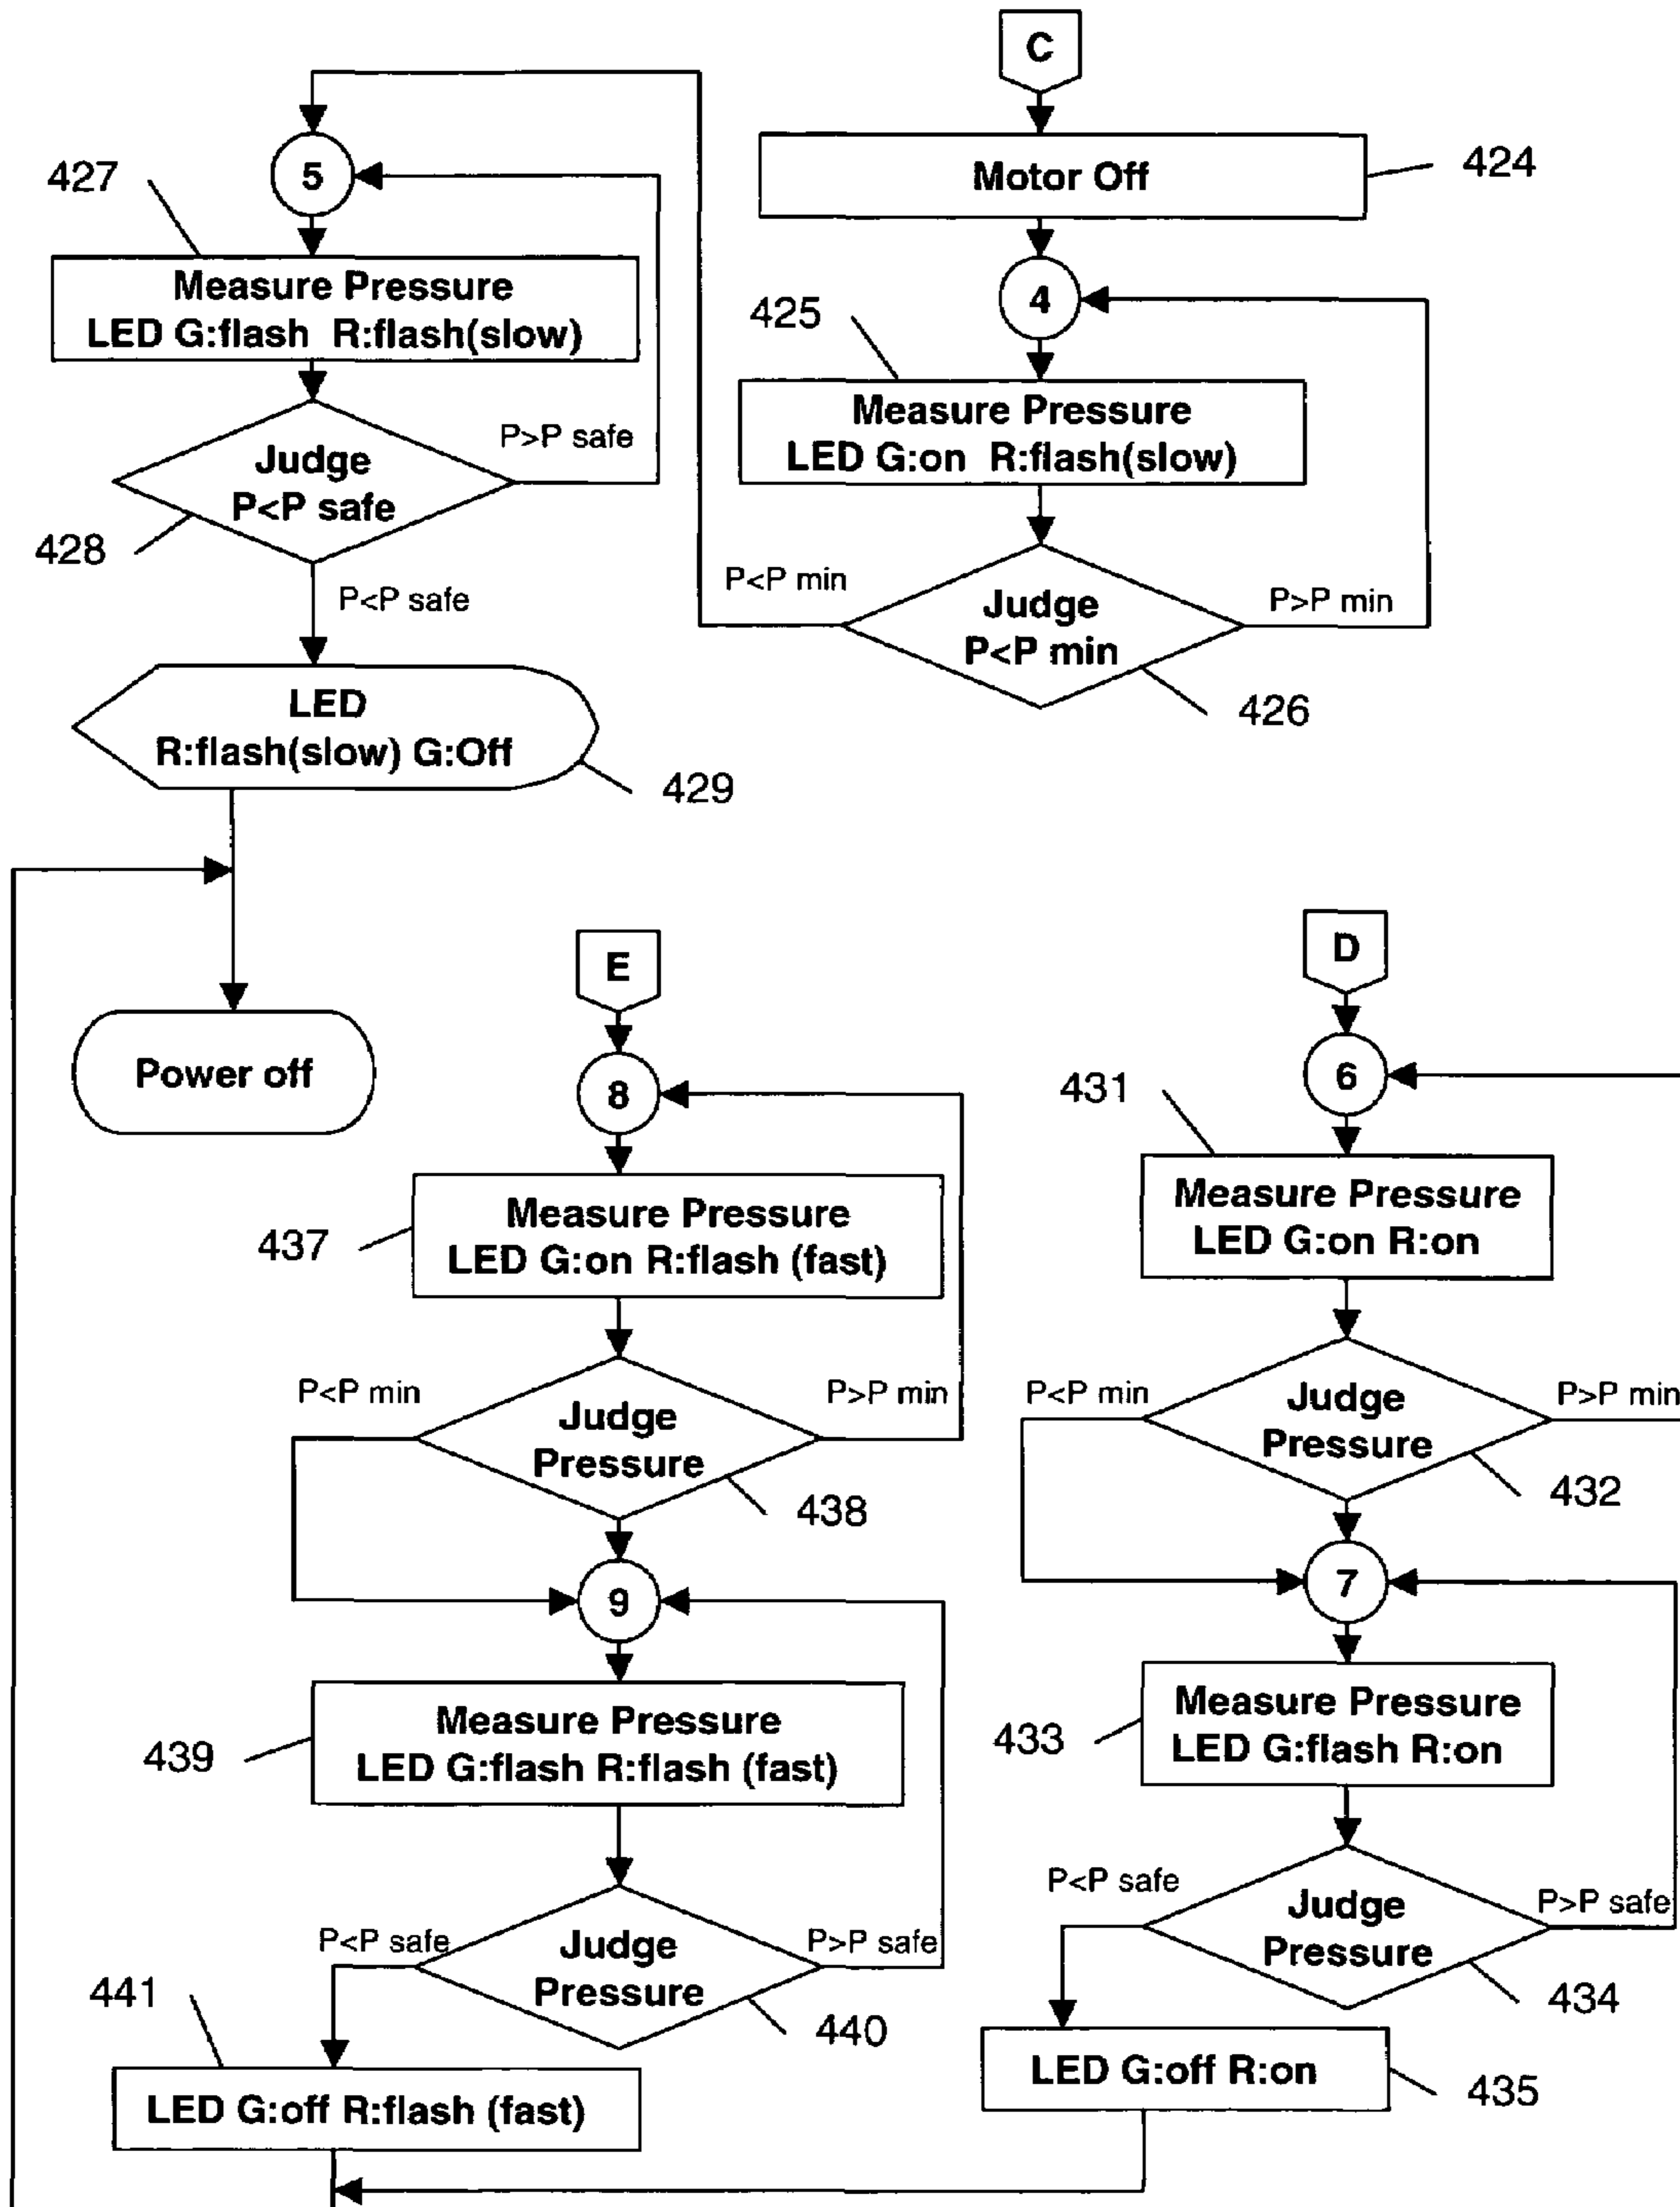 C
Motor Off
424
4
425
Measure Pressure
LED G:on R:flash(slow)
P<P min
Judge
P<P min
P>P min
426
5
427
Measure Pressure
LED G:flash R:flash(slow)
P>P safe
Judge
P<P safe
428
P<P safe
LED
R:flash(slow) G:Off
429
Power off
E
8
437
Measure Pressure
LED G:on R:flash (fast)
P<P min
P>P min
Judge
Pressure
438
9
439
Measure Pressure
LED G:flash R:flash (fast)
P<P safe
P>P safe
Judge
Pressure
440
441
LED G:off R:flash (fast)
D
6
431
Measure Pressure
LED G:on R:on
P<P min
P>P min
Judge
Pressure
432
7
433
Measure Pressure
LED G:flash R:on
P<P safe
P>P safe
Judge
Pressure
434
LED G:off R:on
435